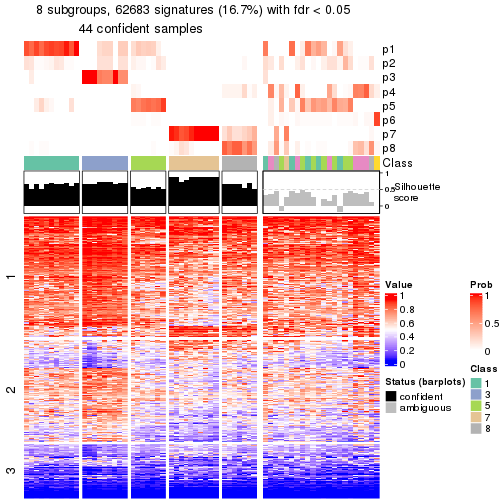 8 subgroups, 62683 signatures (16.7%) with fdr < 0.05
44 confident samples
p1
p2
p3
p4
p5
p6
p7
p8
Class
1
0.5
0
Silhouette
score
1
2
3
Value
1
0.8
0.6
0.4
0.2
0
Status (barplots)
confident
ambiguous
Prob
1
0.5
0
Class
1
3
5
7
8